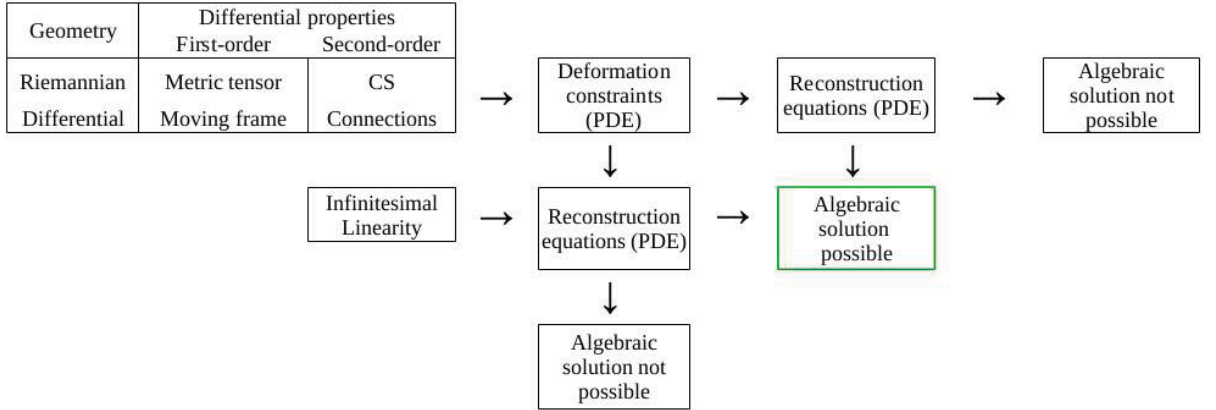 Geometry
Differential properties
First-order Second-order
Riemannian Metric tensor CS
Differential Moving frame Connections
→
Deformation
constraints
(PDE)
→
Reconstruction
equations (PDE)
→
Algebraic
solution not
possible
↓
↓
Infinitesimal
Linearity
→
Reconstruction
equations (PDE)
→
Algebraic
solution
possible
↓
Algebraic
solution not
possible